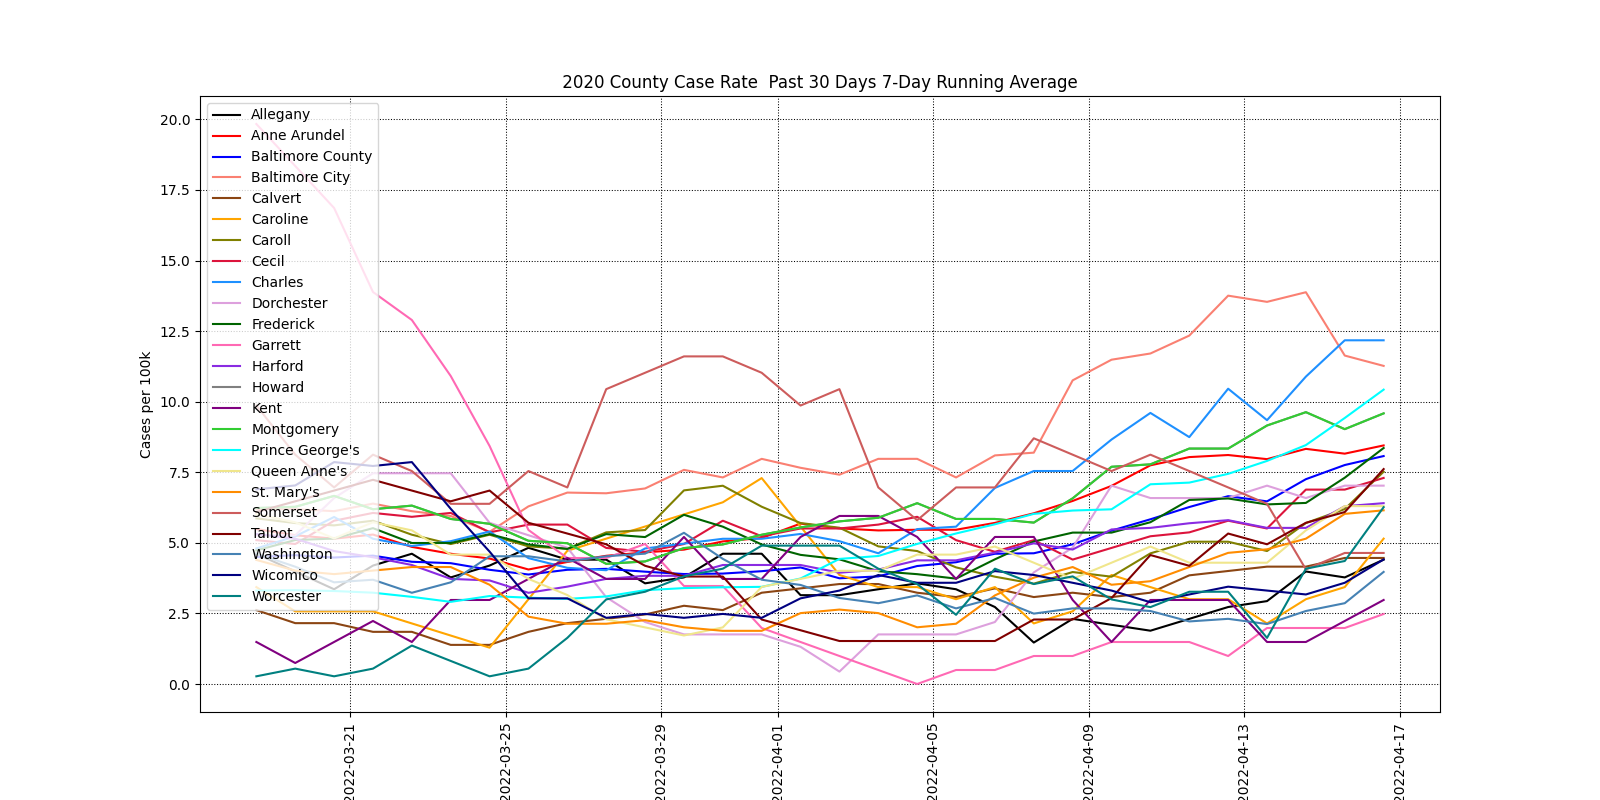 2020 County Case Rate  Past 30 Days 7-Day Running Average
Cases per 100k
20.0
17.5
15.0
12.5
10.0
7.5
5.0
2.5
0.0
Allegany
Anne Arundel
Baltimore County
Baltimore City
Calvert
Caroline
Caroll
Cecil
Charles
Dorchester
Frederick
Garrett
Harford
Howard
Kent
Montgomery
Prince George's
Queen Anne's
St. Mary's
Somerset
Talbot
Washington
Wicomico
Worcester
2022-03-21
2022-03-25
2022-03-29
2022-04-01
2022-04-05
2022-04-09
2022-04-13
2022-04-17